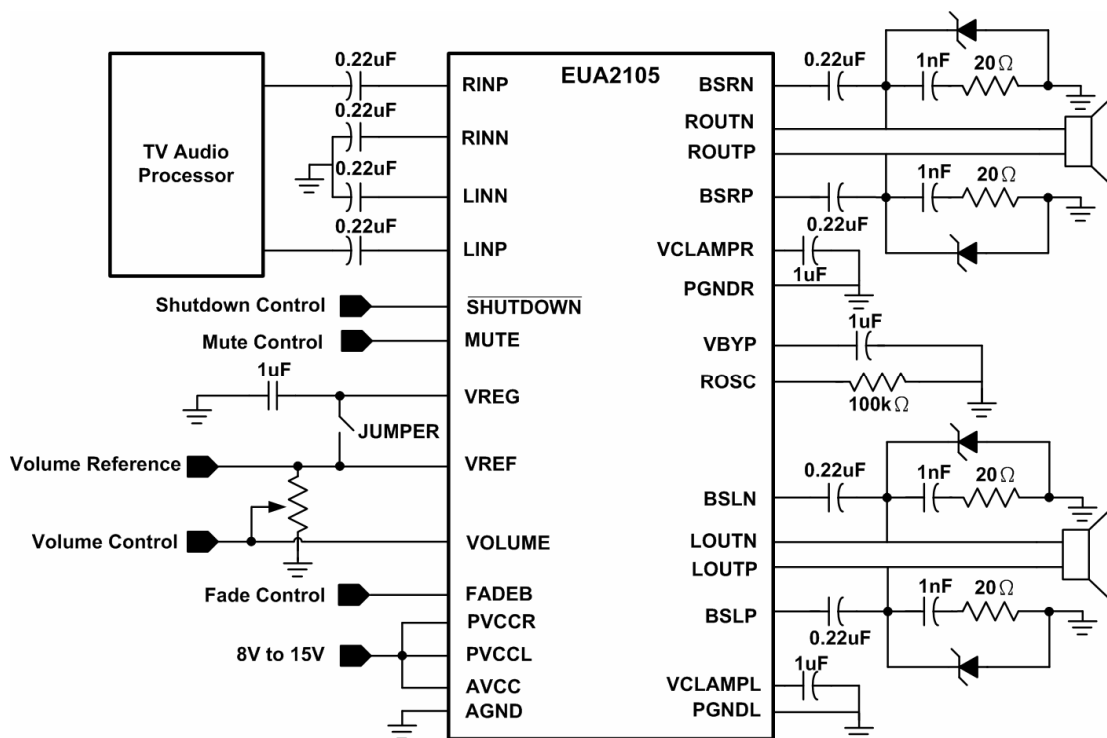 EUA2105
TV Audio
Processor
0.22uF
0.22uF
0.22uF
0.22uF
RINP
RINN
LINN
LINP
Shutdown Control
SHUTDOWN
Mute Control
MUTE
1uF
VREG
JUMPER
Volume Reference
VREF
Volume Control
VOLUME
Fade Control
FADEB
PVCCR
8V to 15V
PVCCL
AVCC
AGND
0.22uF
1nF
20Ω
BSRN
ROUTN
ROUTP
1nF
20Ω
BSRP
0.22uF
VCLAMPR
1uF
PGNDR
1uF
VBYP
ROSC
100kΩ
0.22uF
1nF
20Ω
BSLN
LOUTN
LOUTP
1nF
20Ω
BSLP
0.22uF
1uF
VCLAMPL
PGNDL